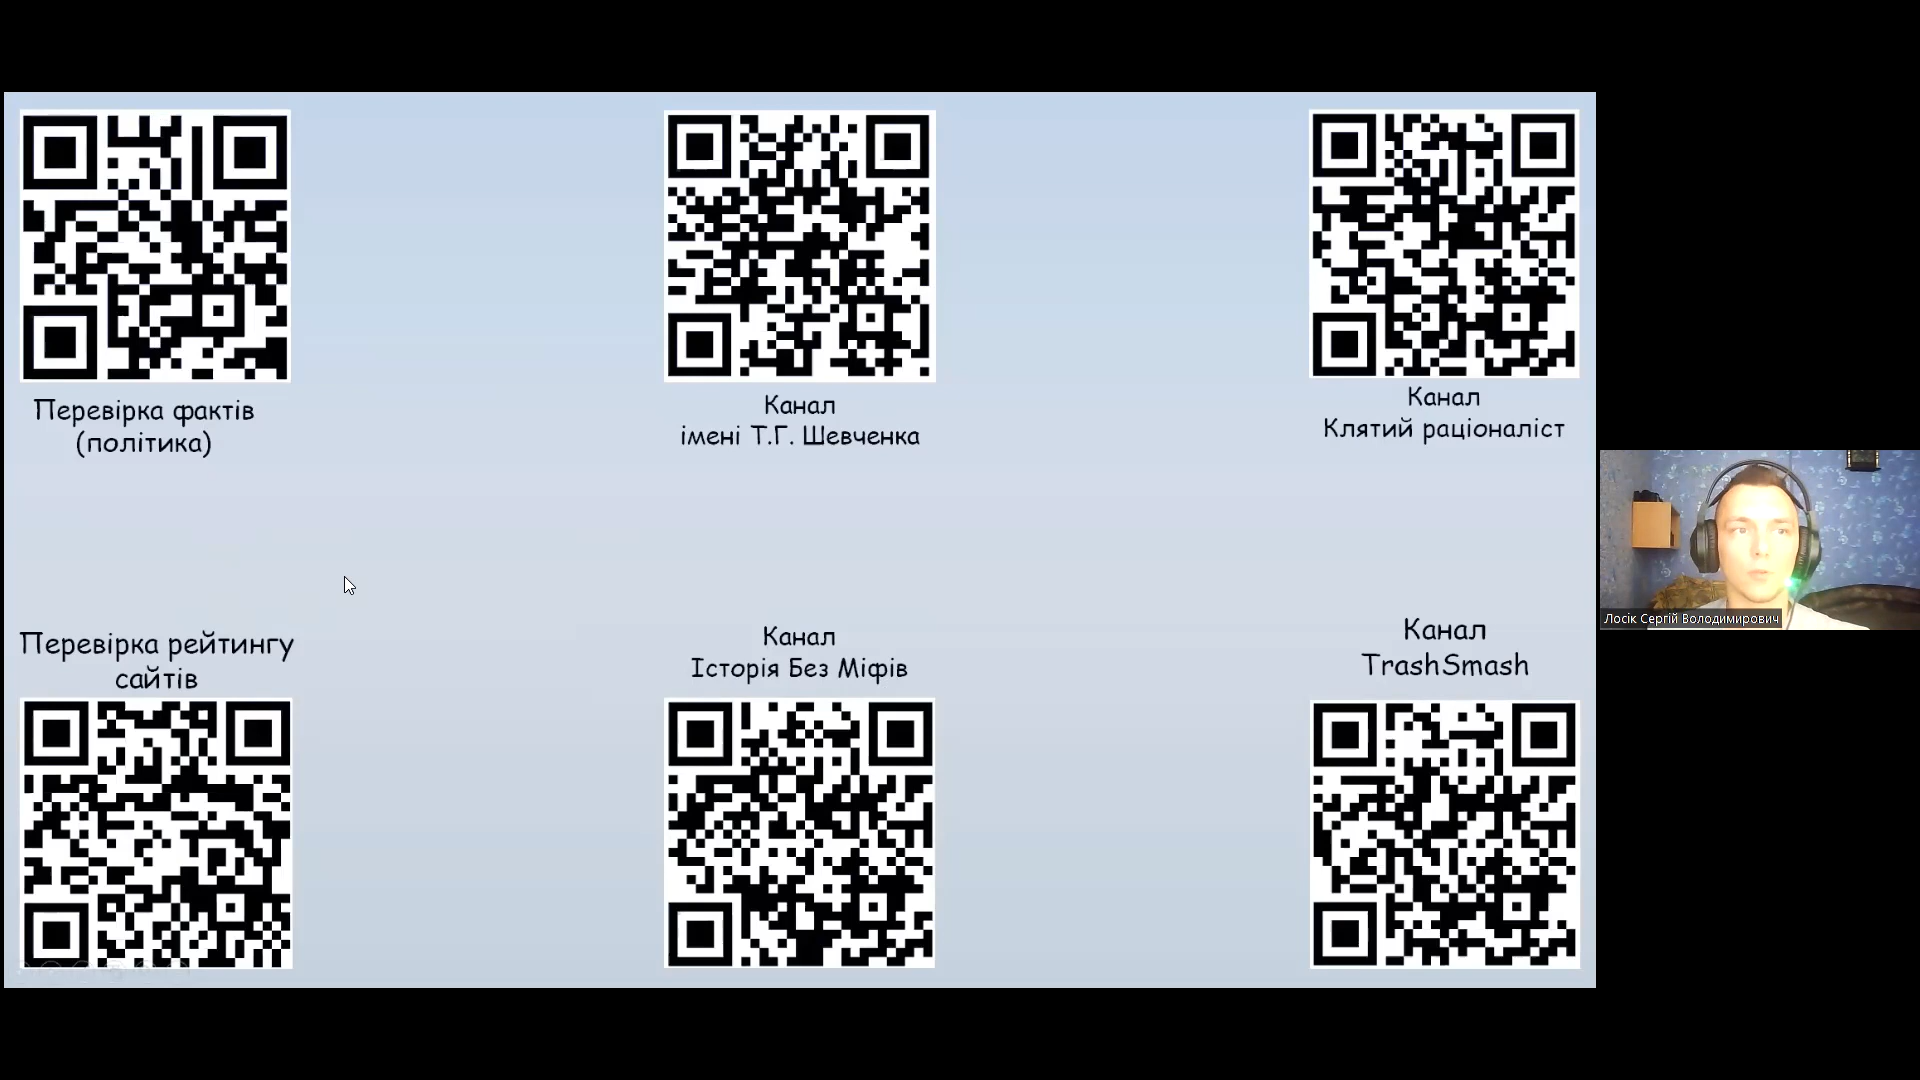 Перевірка фактів
(політика)
Канал
імені Т.Г. Шевченка
Канал
Клятий раціоналіст
Перевірка рейтингу
сайтів
Канал
Історія Без Міфів
Канал
TrashSmash
Лосік Сергій Володимирович